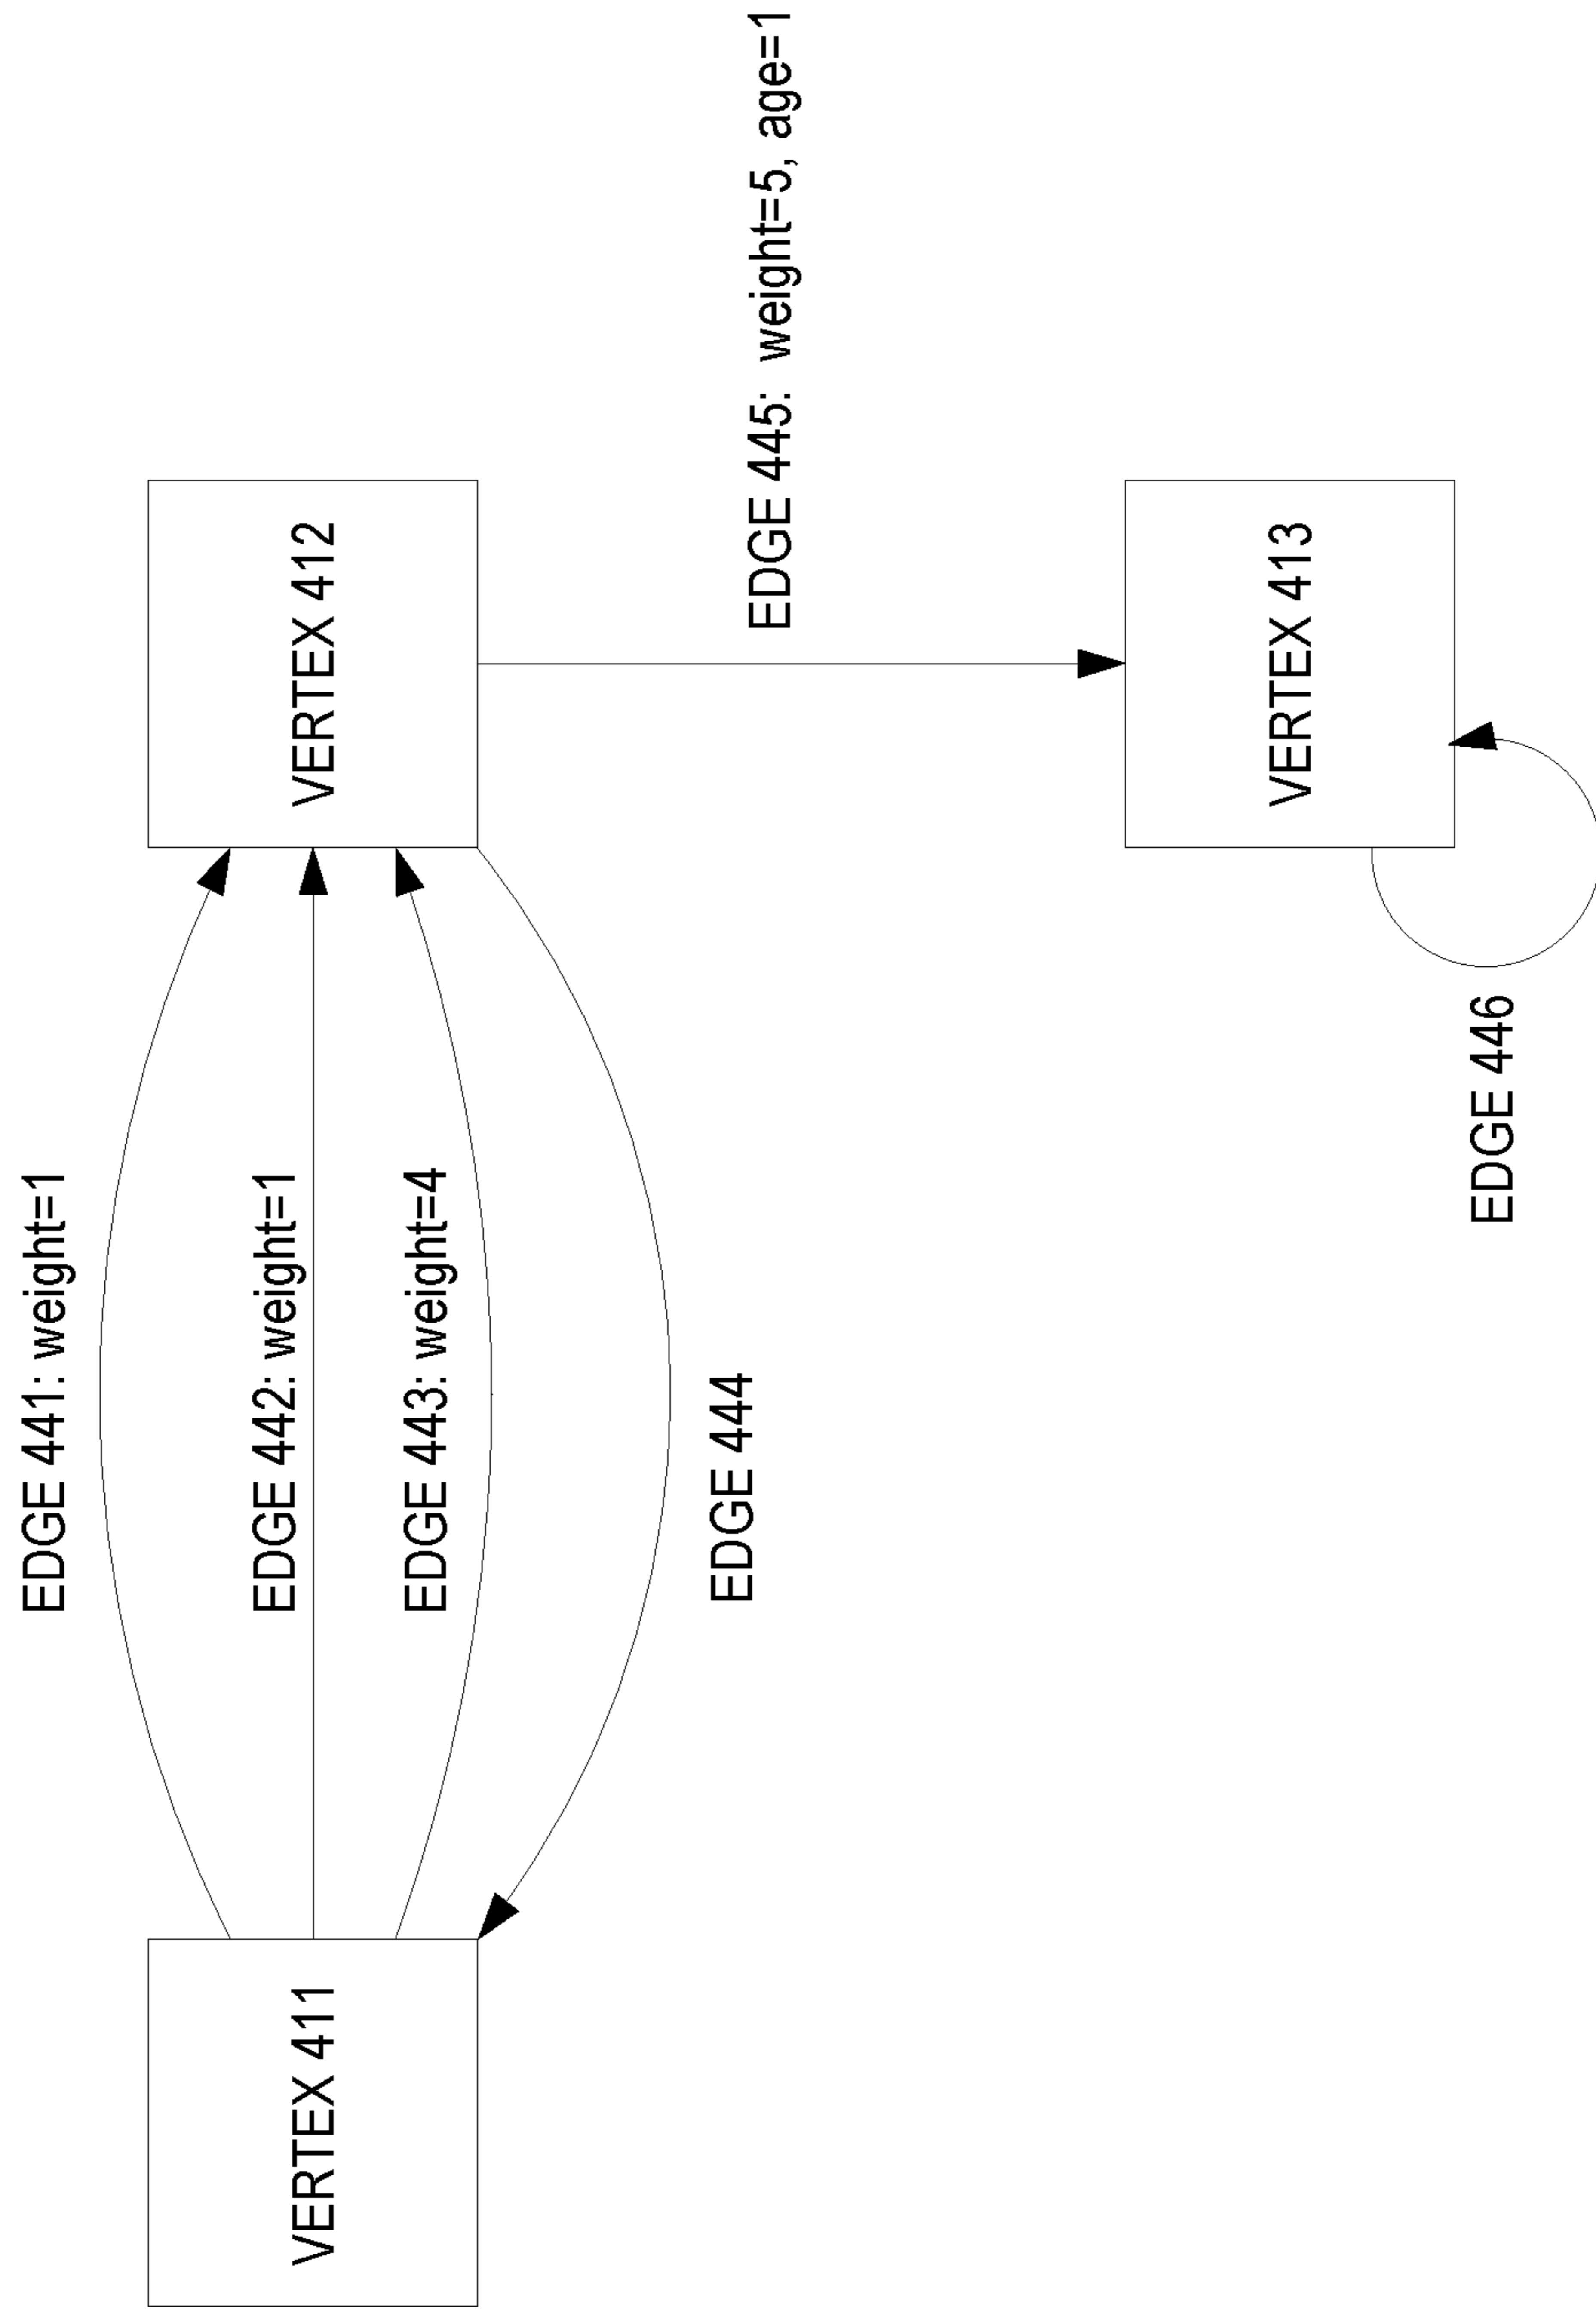 EDGE 441: weight=1
EDGE 442: weight=1
VERTEX 411
VERTEX 412
EDGE 443: weight=4
EDGE 444
EDGE 445: weight=5, age=1
VERTEX 413
EDGE 446